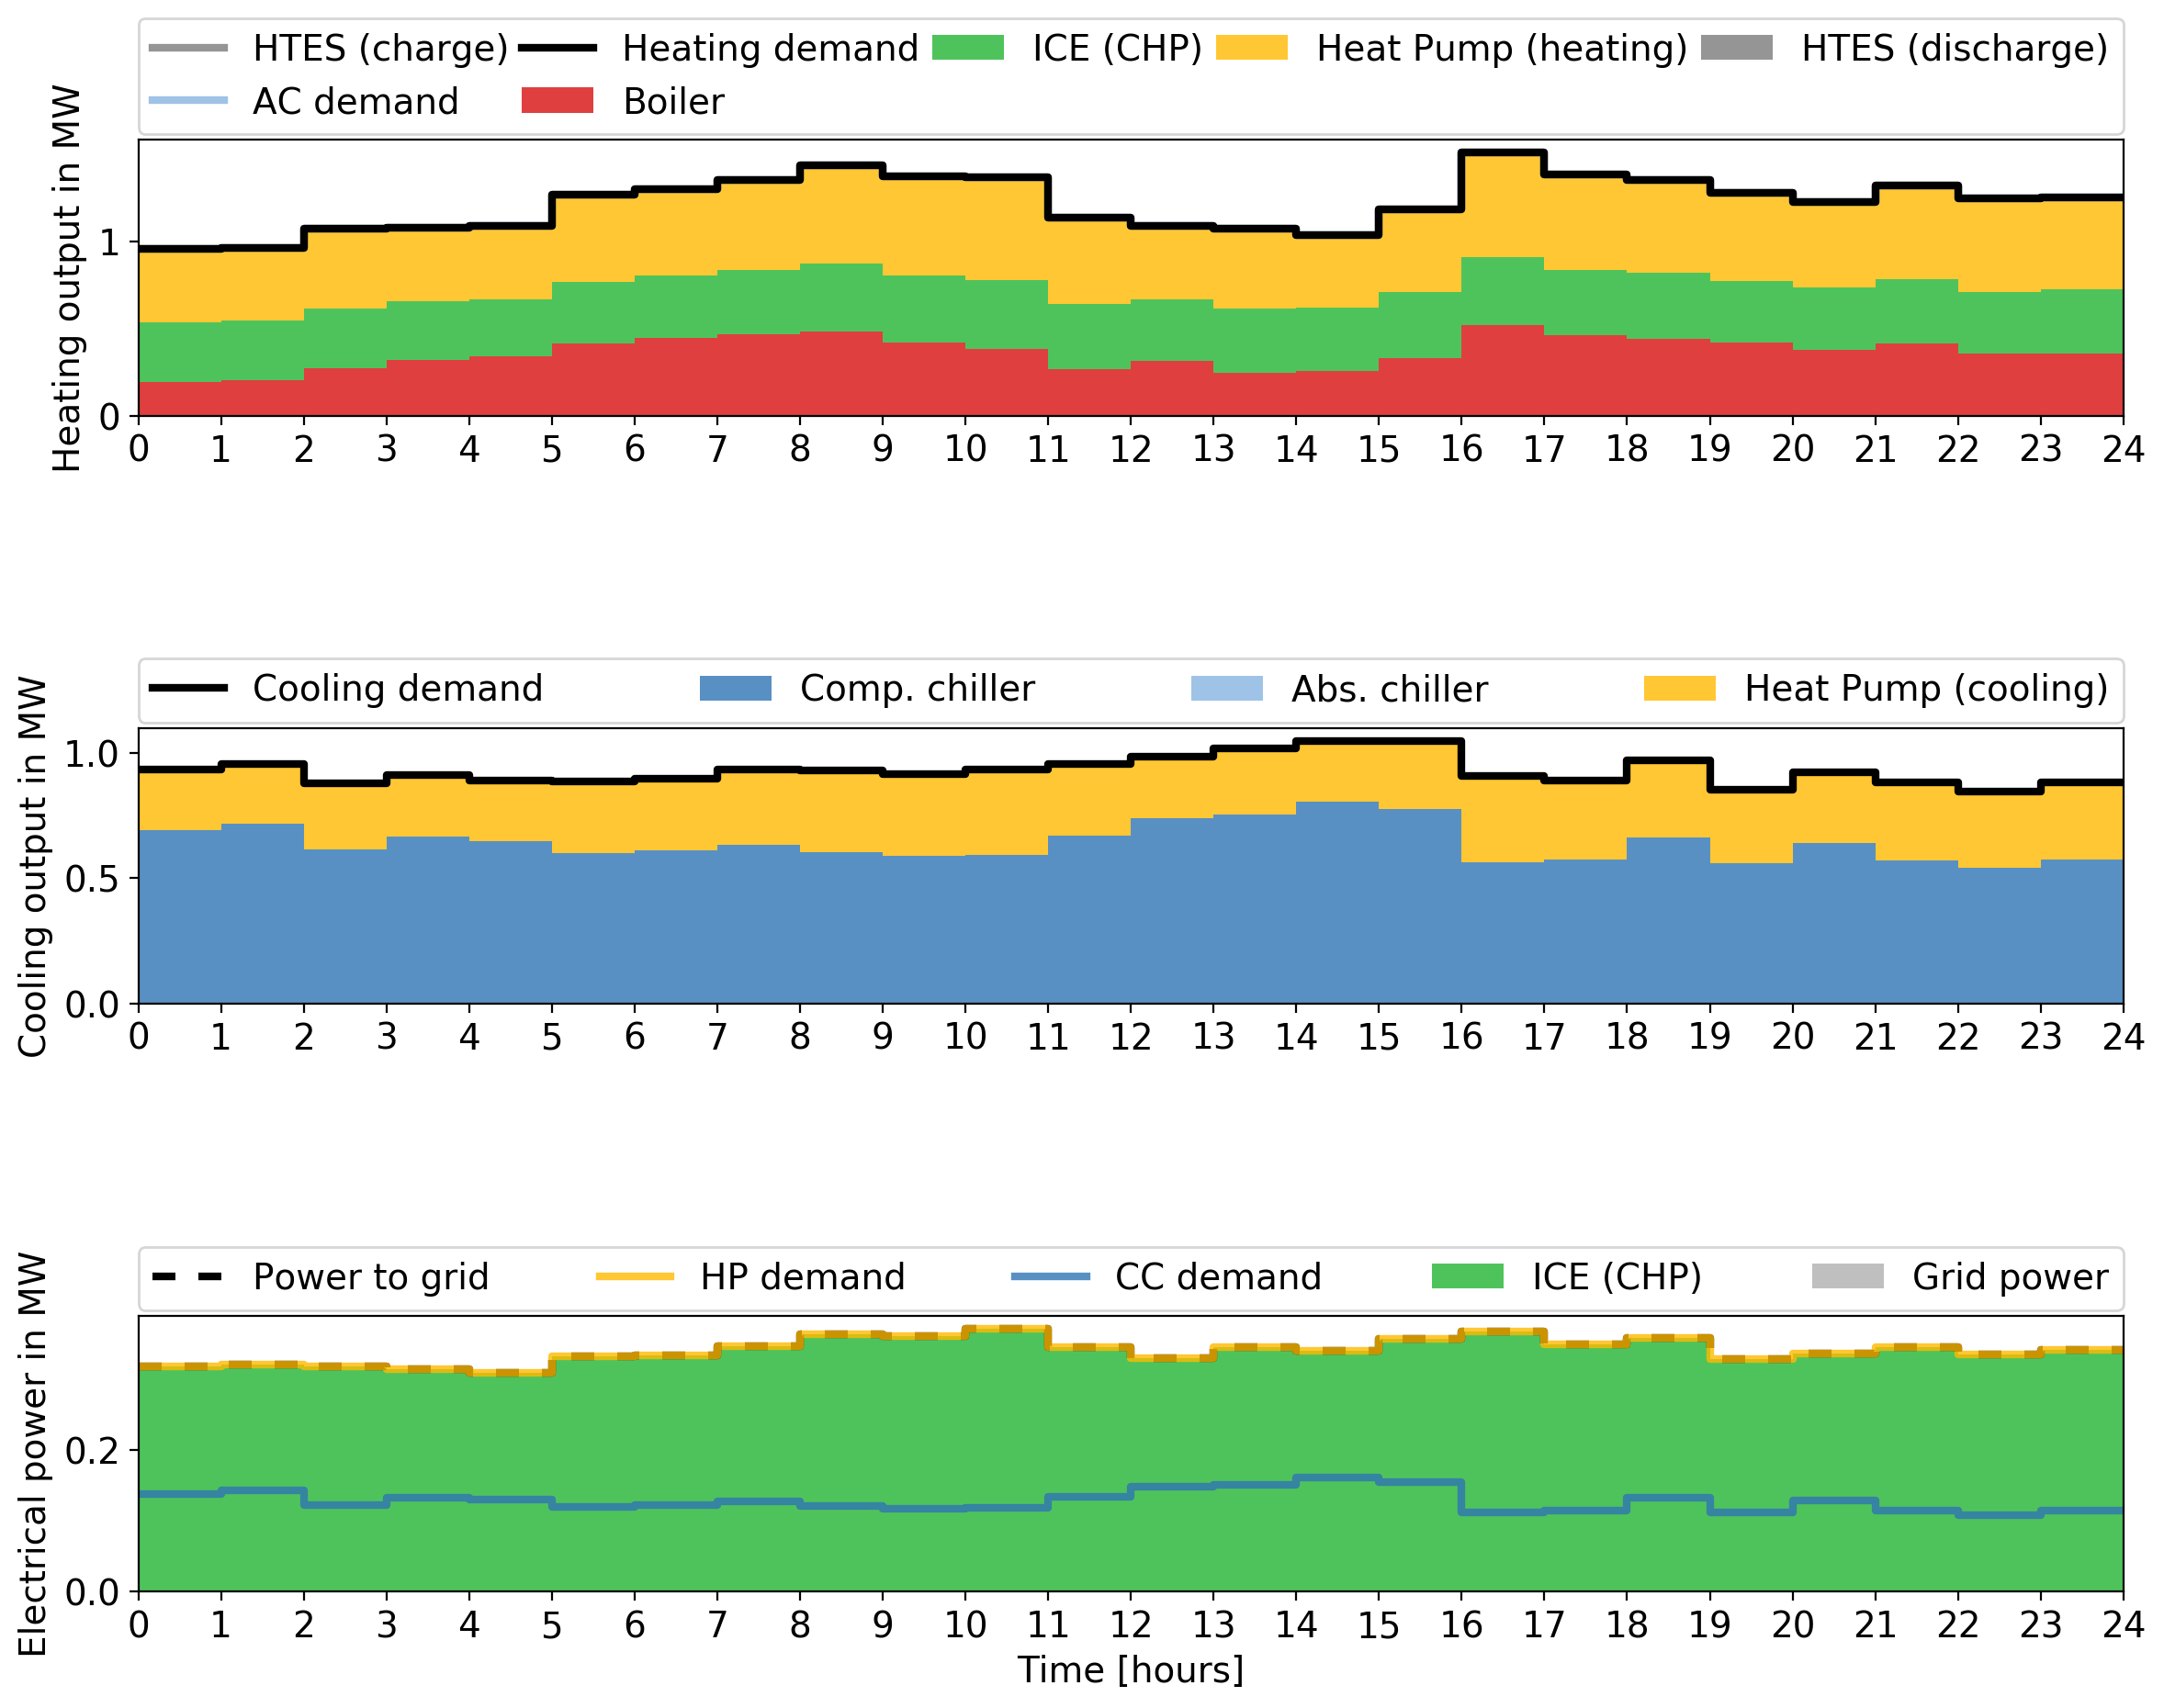 HTES (charge) Heating demand ICE (CHP) Heat Pump (heating) HTES (discharge)
AC demand Boiler
Heating output in MW
1
0
0 1 2 3 4 5 6 7 8 9 10 11 12 13 14 15 16 17 18 19 20 21 22 23 24
Cooling demand Comp. chiller Abs. chiller Heat Pump (cooling)
Cooling output in MW
1.0
0.5
0.0
0 1 2 3 4 5 6 7 8 9 10 11 12 13 14 15 16 17 18 19 20 21 22 23 24
Power to grid HP demand CC demand ICE (CHP) Grid power
Electrical power in MW
0.2
0.0
0 1 2 3 4 5 6 7 8 9 10 11 12 13 14 15 16 17 18 19 20 21 22 23 24
Time [hours]